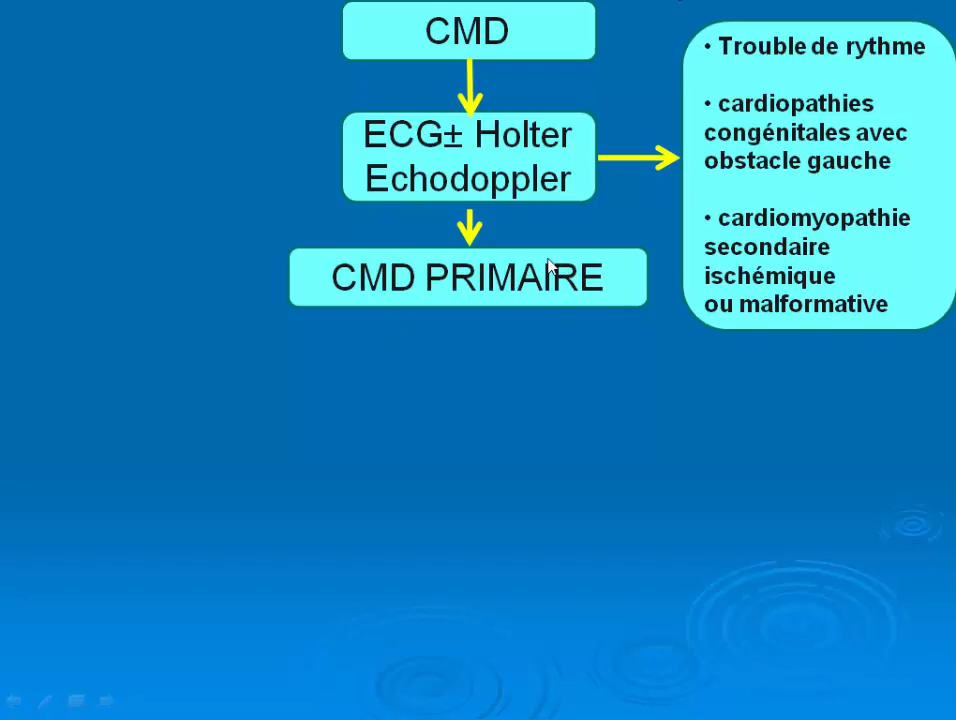 CMD
ECG± Holter
Echodoppler
CMD PRIMAIRE
• Trouble de rythme
• cardiopathies
congénitales avec
obstacle gauche
• cardiomyopathie
secondaire
ischémique
ou malformative